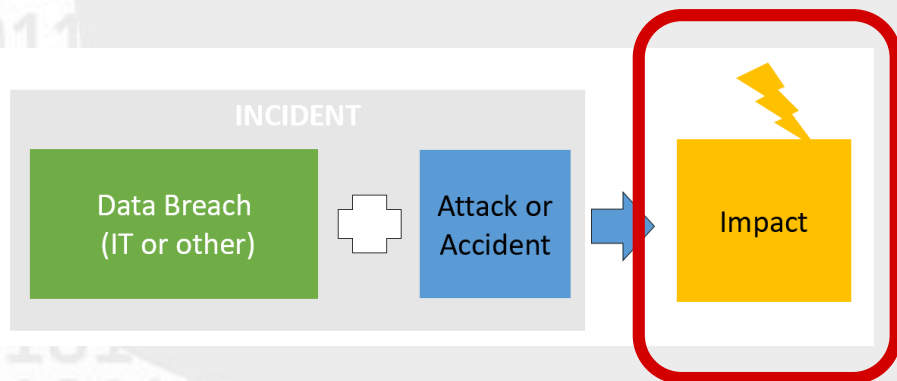 INCIDENT
Data Breach
(IT or other)
Attack or
Accident
Impact